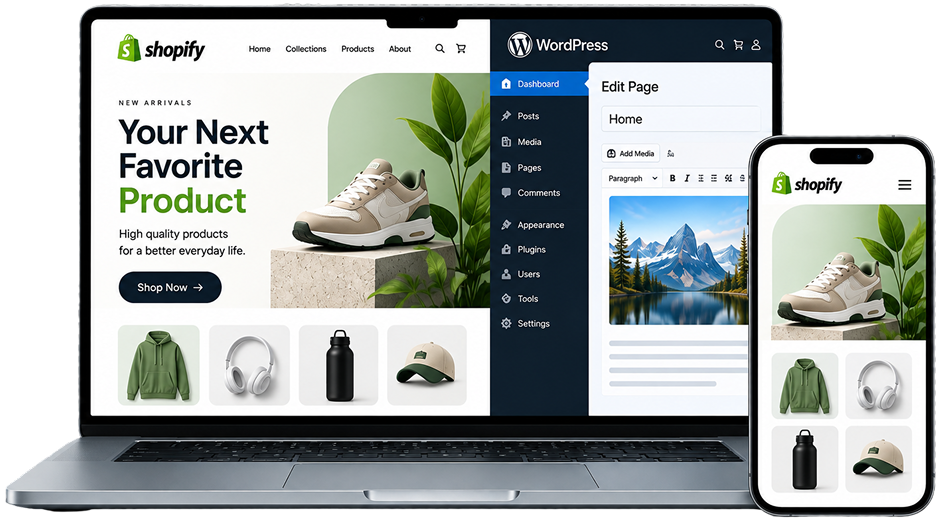 shopify
Home
Collections
Products
About
NEW ARRIVALS
Your Next
Favorite
Product
High quality products
for a better everyday life.
Shop Now →
WordPress
Dashboard
Posts
Media
Pages
Comments
Appearance
Plugins
Users
Tools
Settings
Edit Page
Home
Add Media
Paragraph
B I
shopify